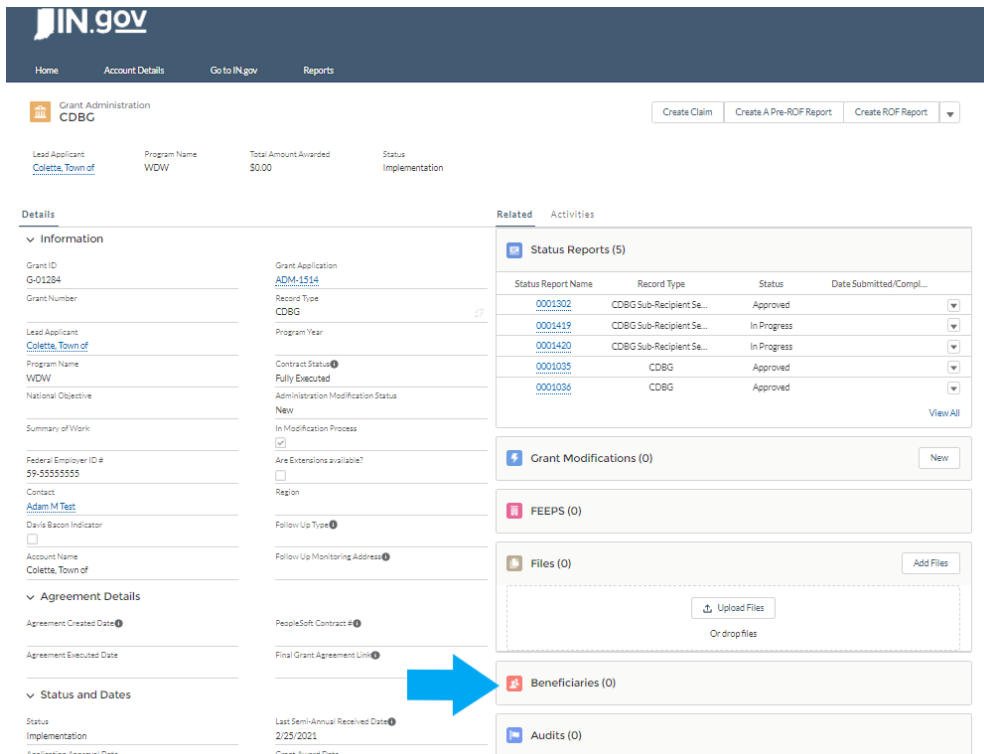 IN.gov
Home Account Details Go to IN.gov Reports
Grant Administration
CDBG
Create Claim Create A Pre-ROF Report Create ROF Report
Lead Applicant Program Name Total Amount Awarded Status
Colette, Town of WDW $0.00 Implementation
Details
Information
Grant ID Grant Application
G-01284 ADM-1514
Grant Number Record Type
CDBG
Lead Applicant Program Year
Colette, Town of
Program Name Contract Status
WDW Fully Executed
National Objective Administration Modification Status
New
Summary of Work In Modification Process
Federal Employer ID # Are Extensions available?
59-55555555
Contact Region
Adam M Test
Davis Bacon Indicator Follow Up Type
Account Name Follow Up Monitoring Address
Colette, Town of
Agreement Details
Agreement Created Date PeopleSoft Contract #
Agreement Executed Date Final Grant Agreement Link
Status and Dates
Status Last Semi-Annual Received Date
Implementation 2/25/2021
Application Approval Date Grant Award Date
Related Activities
Status Reports (5)
Status Report Name Record Type Status Date Submitted/Compl...
0001302 CDBG Sub-Recipient Se... Approved
0001419 CDBG Sub-Recipient Se... In Progress
0001420 CDBG Sub-Recipient Se... In Progress
0001035 CDBG Approved
0001036 CDBG Approved
View All
Grant Modifications (0) New
FEEPS (0)
Files (0) Add Files
Upload Files
Or drop files
Beneficiaries (0)
Audits (0)